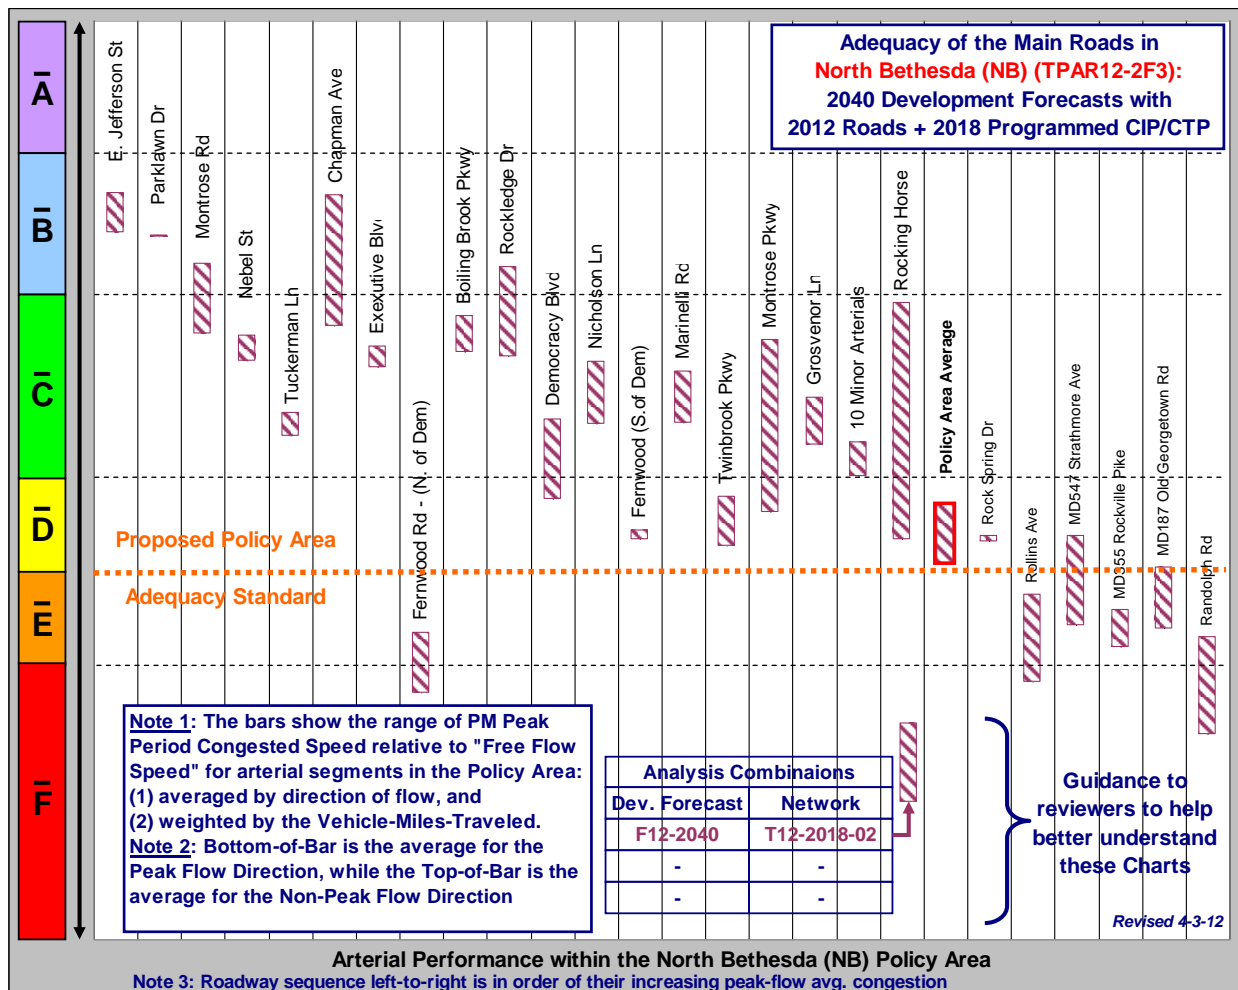 Adequacy of the Main Roads in
North Bethesda (NB) (TPAR12-2F3):
2040 Development Forecasts with
2012 Roads + 2018 Programmed CIP/CTP
A
B
C
D
E
F
E. Jefferson St
Parklawn Dr
Montrose Rd
Nebel St
Tuckerman Ln
Chapman Ave
Exexutive Blvd
Fernwood Rd - (N. of Dem)
Boiling Brook Pkwy
Rockledge Dr
Democracy Blvd
Nicholson Ln
Fernwood (S.of Dem)
Marinelli Rd
Twinbrook Pkwy
Montrose Pkwy
Grosvenor Ln
10 Minor Arterials
Rocking Horse
Policy Area Average
Rock Spring Dr
Rollins Ave
MD547 Strathmore Ave
MD355 Rockville Pike
MD187 Old Georgetown Rd
Randolph Rd
Proposed Policy Area
Adequacy Standard
Note 1: The bars show the range of PM Peak
Period Congested Speed relative to "Free Flow
Speed" for arterial segments in the Policy Area:
(1) averaged by direction of flow, and
(2) weighted by the Vehicle-Miles-Traveled.
Note 2: Bottom-of-Bar is the average for the
Peak Flow Direction, while the Top-of-Bar is the
average for the Non-Peak Flow Direction
Analysis Combinaions
Dev. Forecast Network
F12-2040 T12-2018-02
- -
- -
Guidance to
reviewers to help
better understand
these Charts
Revised 4-3-12
Arterial Performance within the North Bethesda (NB) Policy Area
Note 3: Roadway sequence left-to-right is in order of their increasing peak-flow avg. congestion